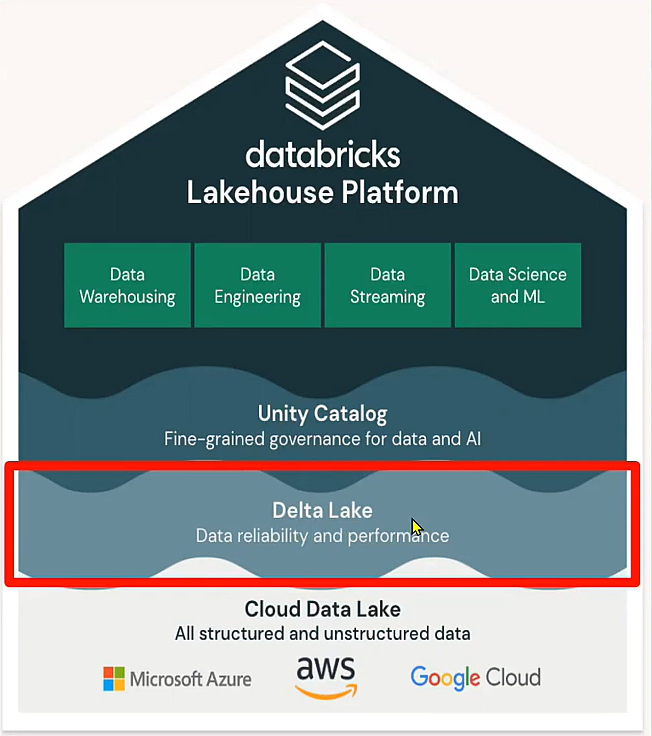 databricks
Lakehouse Platform
Data
Warehousing
Data
Engineering
Data
Streaming
Data Science
and ML
Unity Catalog
Fine-grained governance for data and AI
Delta Lake
Data reliability and performance
Cloud Data Lake
All structured and unstructured data
Microsoft Azure
aws
Google Cloud